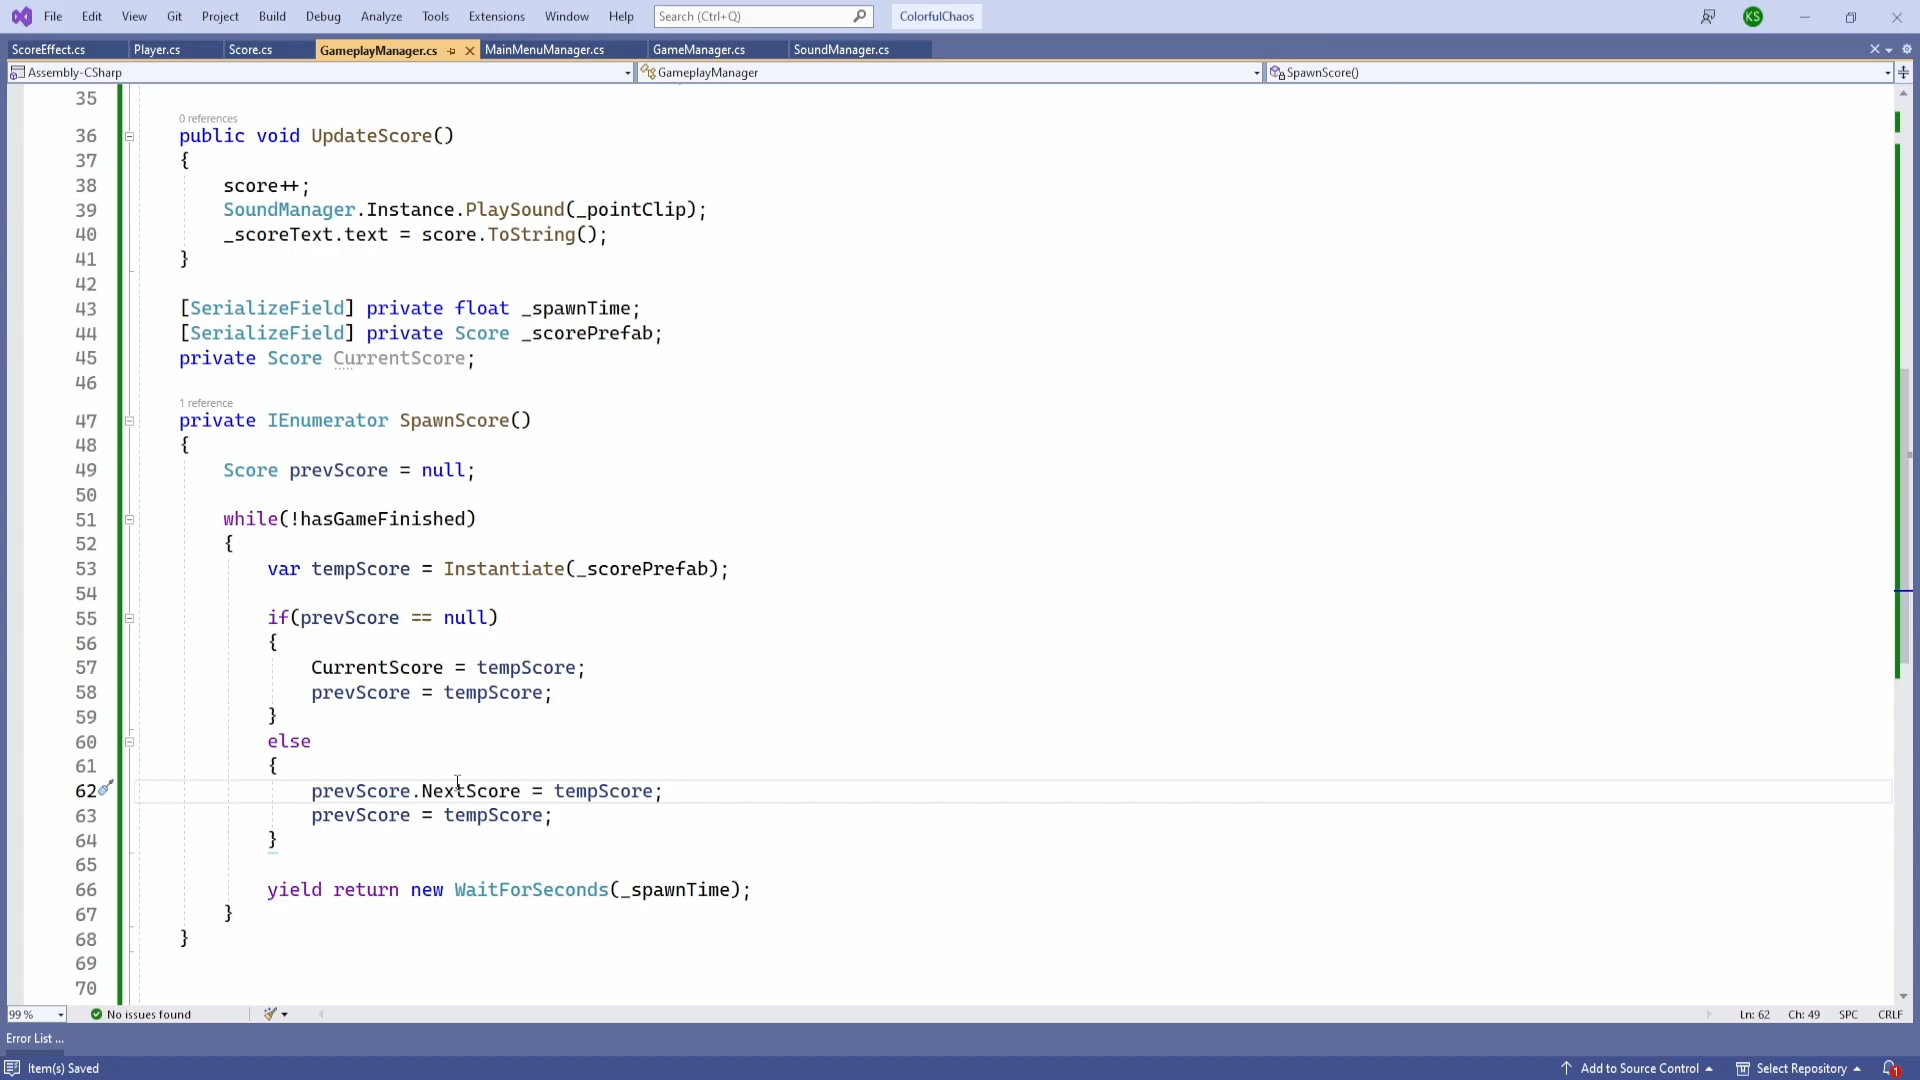 File Edit View Git Project Build Debug Analyze Tools Extensions Window Help Search (Ctrl+Q) ColorfulChaos KS
ScoreEffect.cs Player.cs Score.cs GameplayManager.cs MainMenuManager.cs GameManager.cs SoundManager.cs
Assembly-CSharp GameplayManager SpawnScore()
35
0 references
36 public void UpdateScore()
37 {
38 score++;
39 SoundManager.Instance.PlaySound(_pointClip);
40 _scoreText.text = score.ToString();
41 }
42
43 [SerializeField] private float _spawnTime;
44 [SerializeField] private Score _scorePrefab;
45 private Score CurrentScore;
46
1 reference
47 private IEnumerator SpawnScore()
48 {
49 Score prevScore = null;
50
51 while(!hasGameFinished)
52 {
53 var tempScore = Instantiate(_scorePrefab);
54
55 if(prevScore == null)
56 {
57 CurrentScore = tempScore;
58 prevScore = tempScore;
59 }
60 else
61 {
62 prevScore.NextScore = tempScore;
63 prevScore = tempScore;
64 }
65
66 yield return new WaitForSeconds(_spawnTime);
67 }
68 }
69
70
99 % No issues found Ln: 62 Ch: 49 SPC CRLF
Error List ...
Item(s) Saved Add to Source Control Select Repository 1